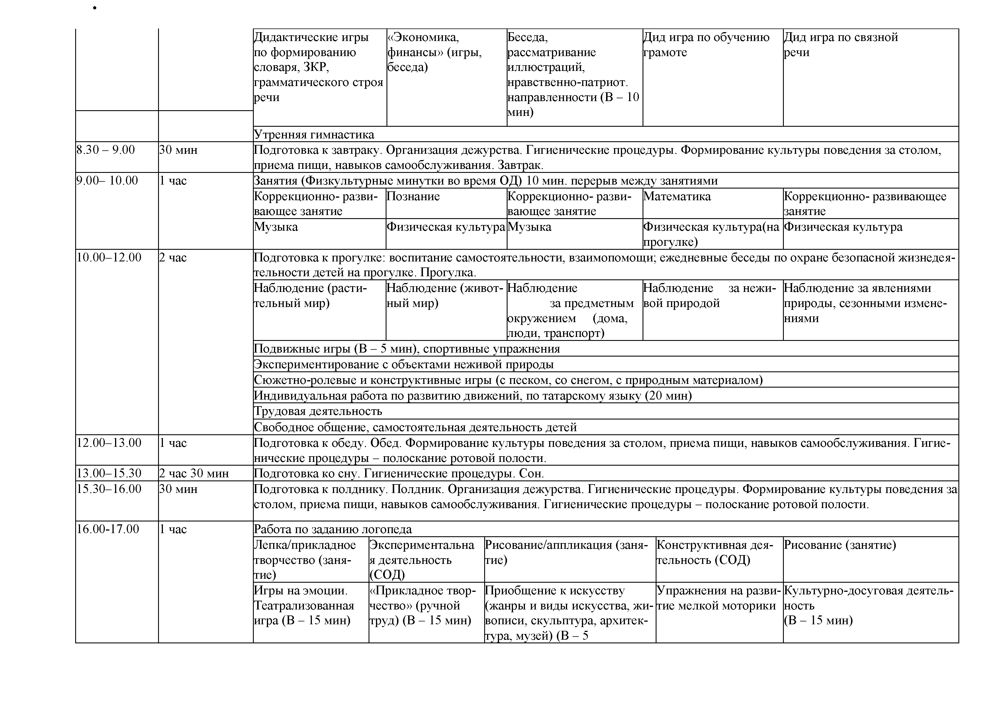 •
Дидактические игры
по формированию
словаря, ЗКР,
грамматического строя
речи
«Экономика,
финансы» (игры,
беседа)
Беседа,
рассматривание
иллюстраций,
нравственно-патриот.
направленности (В – 10
мин)
Дид игра по обучению
грамоте
Дид игра по связной
речи
Утренняя гимнастика
8.30 – 9.00
30 мин
Подготовка к завтраку. Организация дежурства. Гигиенические процедуры. Формирование культуры поведения за столом,
приема пищи, навыков самообслуживания. Завтрак.
9.00– 10.00
1 час
Занятия (Физкультурные минутки во время ОД) 10 мин. перерыв между занятиями
Коррекционно- разви-
вающее занятие
Познание
Коррекционно- разви-
вающее занятие
Математика
Коррекционно- развивающее
занятие
Музыка
Физическая культура
Музыка
Физическая культура(на
прогулке)
Физическая культура
10.00–12.00
2 час
Подготовка к прогулке: воспитание самостоятельности, взаимопомощи; ежедневные беседы по охране безопасной жизнедея-
тельности детей на прогулке. Прогулка.
Наблюдение (расти-
тельный мир)
Наблюдение (живот-
ный мир)
Наблюдение
за предметным
окружением (дома,
люди, транспорт)
Наблюдение за нежи-
вой природой
Наблюдение за явлениями
природы, сезонными измене-
ниями
Подвижные игры (В – 5 мин), спортивные упражнения
Экспериментирование с объектами неживой природы
Сюжетно-ролевые и конструктивные игры (с песком, со снегом, с природным материалом)
Индивидуальная работа по развитию движений, по татарскому языку (20 мин)
Трудовая деятельность
Свободное общение, самостоятельная деятельность детей
12.00–13.00
1 час
Подготовка к обеду. Обед. Формирование культуры поведения за столом, приема пищи, навыков самообслуживания. Гигие-
нические процедуры – полоскание ротовой полости.
13.00–15.30
2 час 30 мин
Подготовка ко сну. Гигиенические процедуры. Сон.
15.30–16.00
30 мин
Подготовка к полднику. Полдник. Организация дежурства. Гигиенические процедуры. Формирование культуры поведения за
столом, приема пищи, навыков самообслуживания. Гигиенические процедуры – полоскание ротовой полости.
16.00-17.00
1 час
Работа по заданию логопеда
Лепка/прикладное
творчество (заня-
тие)
Экспериментальна
я деятельность
(СОД)
Рисование/аппликация (заня-
тие)
Конструктивная дея-
тельность (СОД)
Рисование (занятие)
Игры на эмоции.
Театрализованная
игра (В – 15 мин)
«Прикладное твор-
чество» (ручной
труд) (В – 15 мин)
Приобщение к искусству
(жанры и виды искусства, жи-
вописи, скульптура, архитек-
тура, музей) (В – 5
Упражнения на разви-
тие мелкой моторики
Культурно-досуговая деятель-
ность
(В – 15 мин)